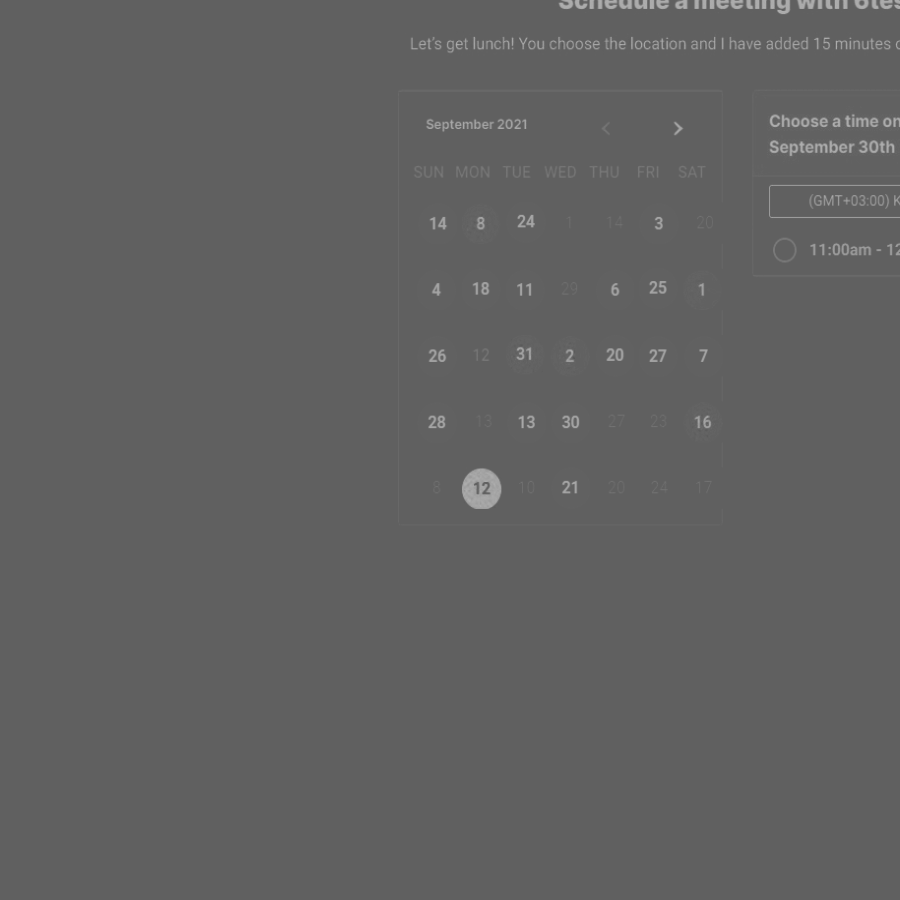 Schedule a meeting with 6tes
Let's get lunch! You choose the location and I have added 15 minutes
September 2021
SUN MON TUE WED THU FRI SAT
14 8 24 1 14 3 20
4 18 11 29 6 25 1
26 12 31 2 20 27 7
28 13 13 30 27 23 16
8 12 10 21 20 24 17
Choose a time on
September 30th
(GMT+03:00) K
11:00am - 12